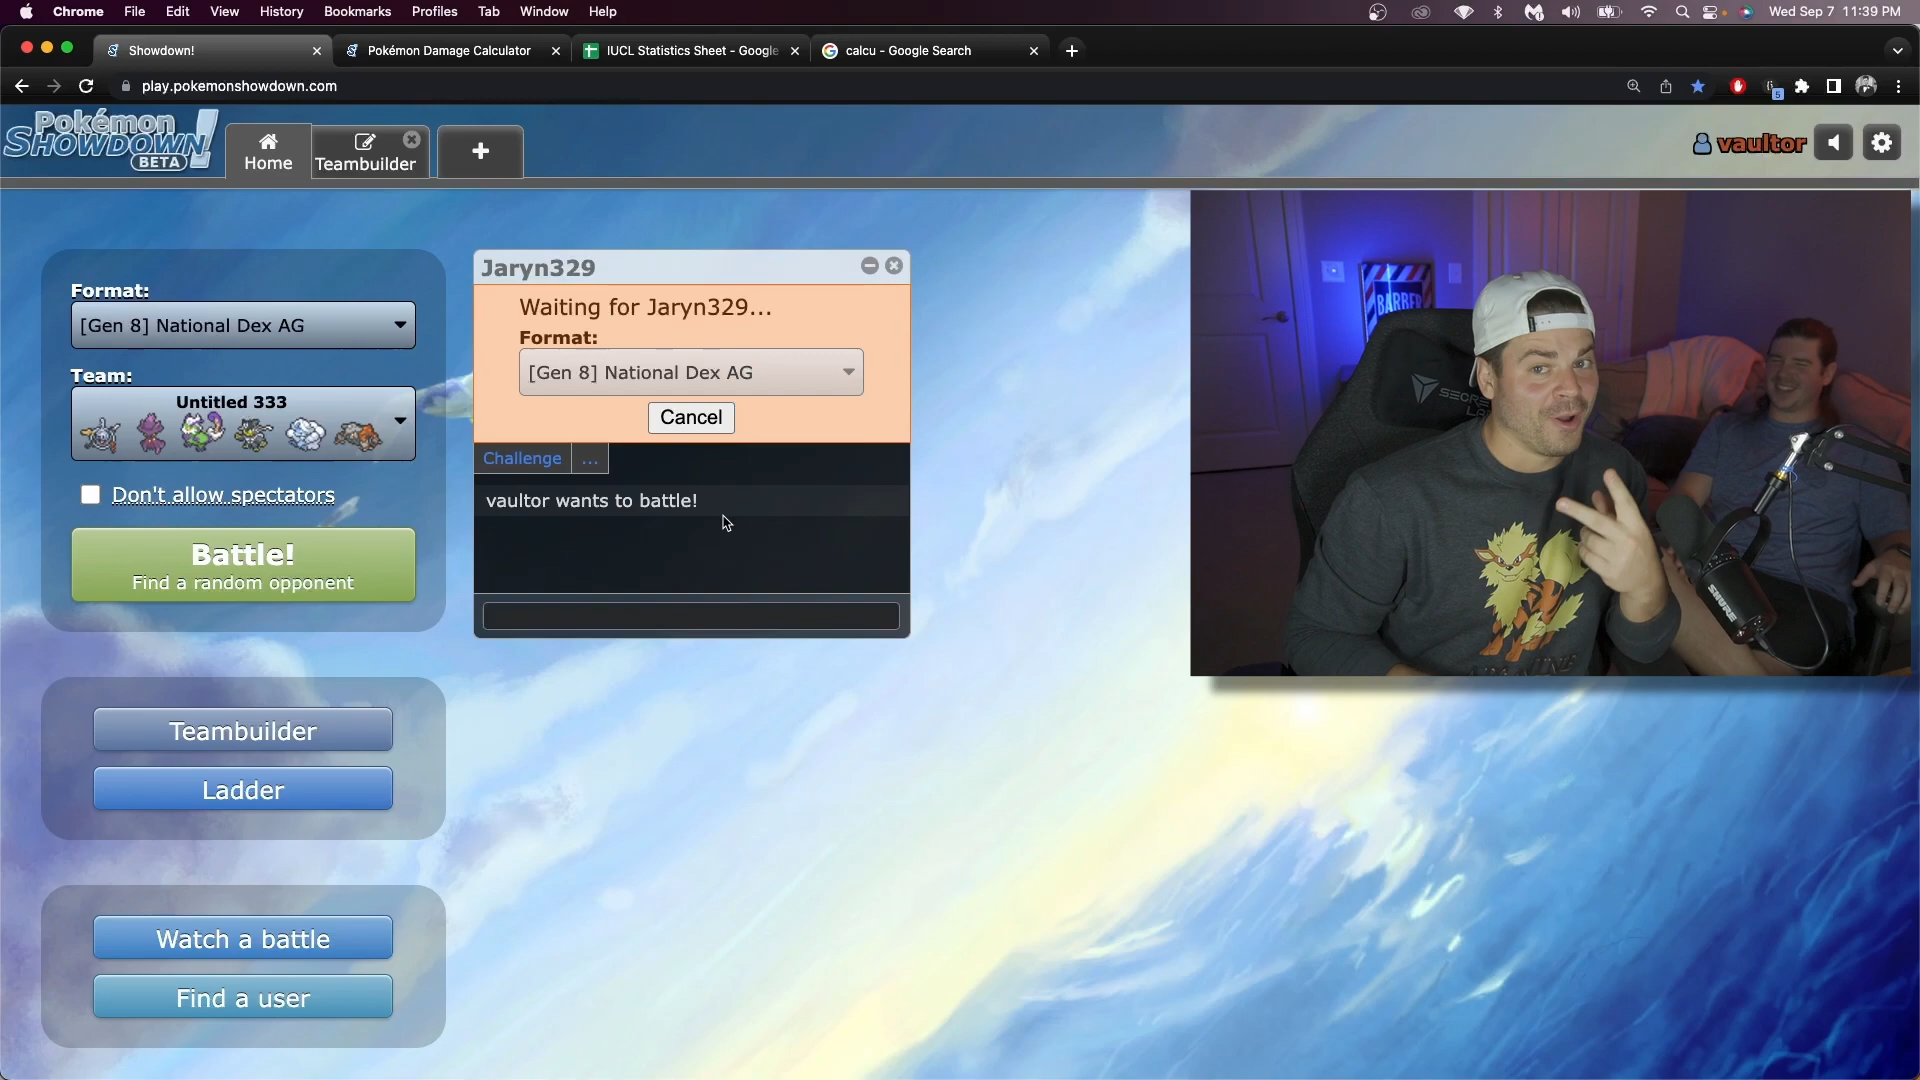 Chrome File Edit View History Bookmarks Profiles Tab Window Help
Wed Sep 7 11:39 PM
Showdown!
Pokémon Damage Calculator
IUCL Statistics Sheet - Google
calcu - Google Search
play.pokemonshowdown.com
5
Pokémon
SHOWDOWN!
BETA
Home
Teambuilder
vaultor
Format:
[Gen 8] National Dex AG
Team:
Untitled 333
Don't allow spectators
Battle!
Find a random opponent
Teambuilder
Ladder
Watch a battle
Find a user
Jaryn329
Waiting for Jaryn329...
Format:
[Gen 8] National Dex AG
Cancel
Challenge ...
vaultor wants to battle!
BARBER
SHURE